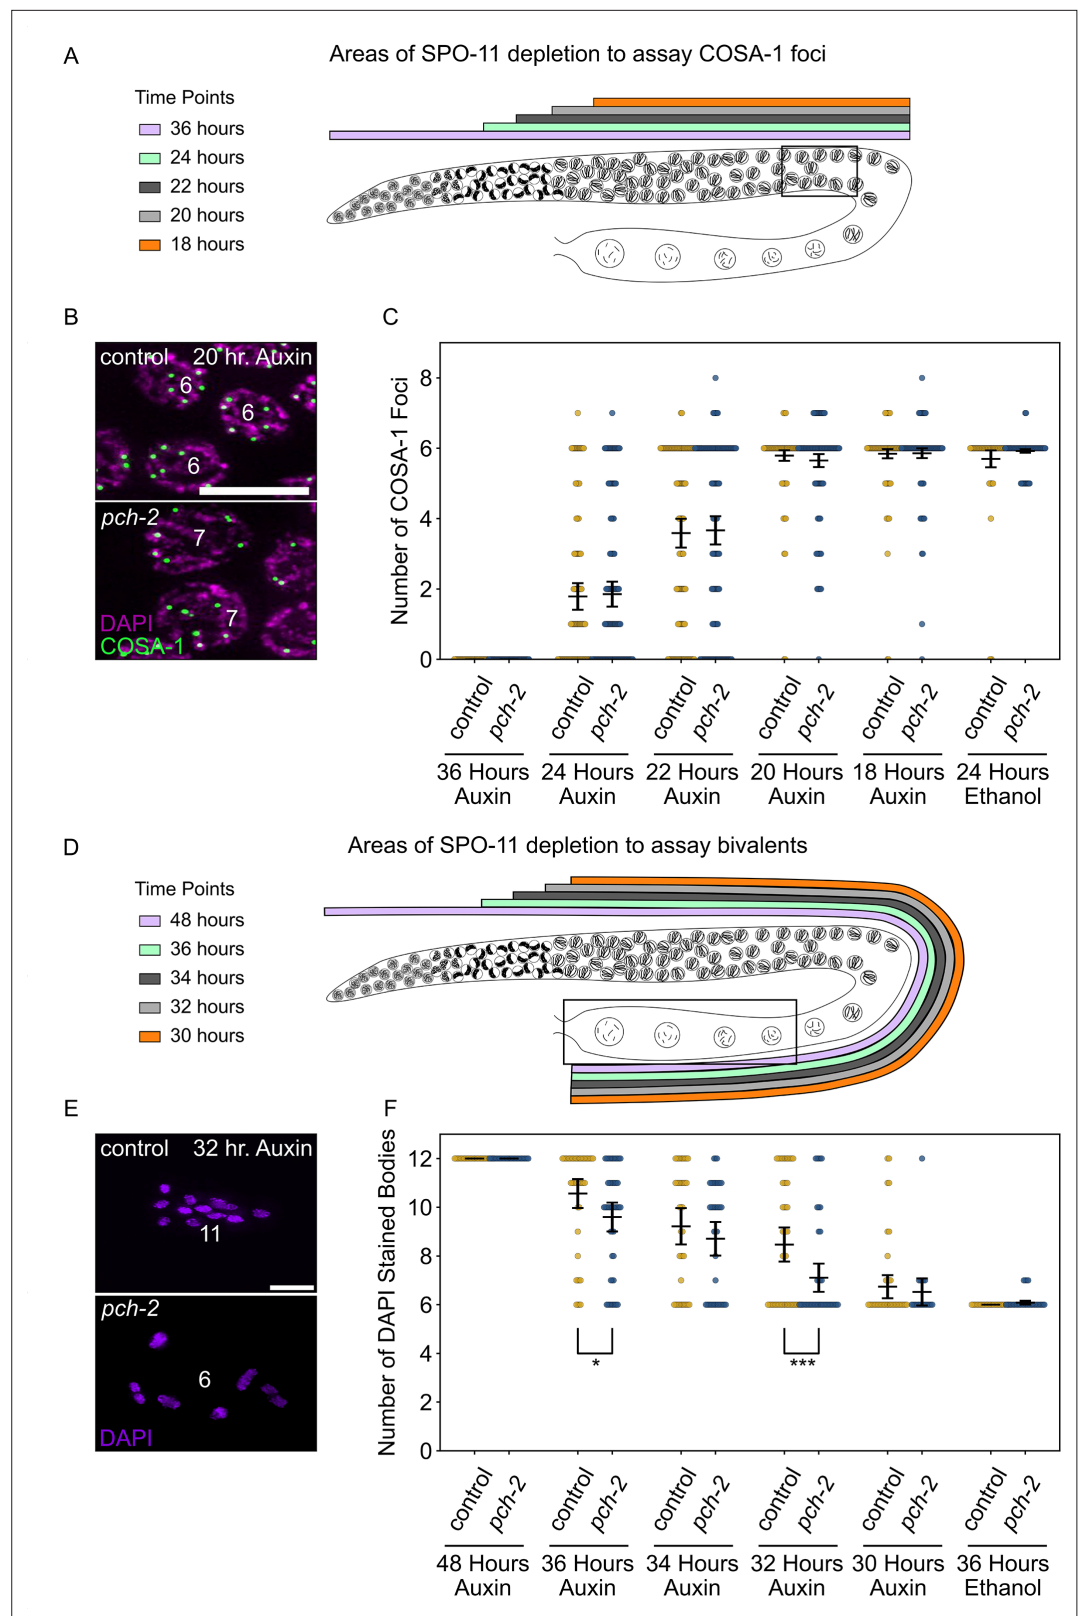 A
Areas of SPO-11 depletion to assay COSA-1 foci
Time Points
36 hours
24 hours
22 hours
20 hours
18 hours
B
control 20 hr. Auxin
6
6
6
pch-2
7
7
DAPI
COSA-1
C
Number of COSA-1 Foci
8
6
4
2
0
control pch-2 control pch-2 control pch-2 control pch-2 control pch-2 control pch-2
36 Hours 24 Hours 22 Hours 20 Hours 18 Hours 24 Hours
Auxin Auxin Auxin Auxin Auxin Ethanol
D
Areas of SPO-11 depletion to assay bivalents
Time Points
48 hours
36 hours
34 hours
32 hours
30 hours
E
control 32 hr. Auxin
11
pch-2
6
DAPI
F
Number of DAPI Stained Bodies
12
10
8
6
4
2
0
* ***
control pch-2 control pch-2 control pch-2 control pch-2 control pch-2 control pch-2
48 Hours 36 Hours 34 Hours 32 Hours 30 Hours 36 Hours
Auxin Auxin Auxin Auxin Auxin Ethanol